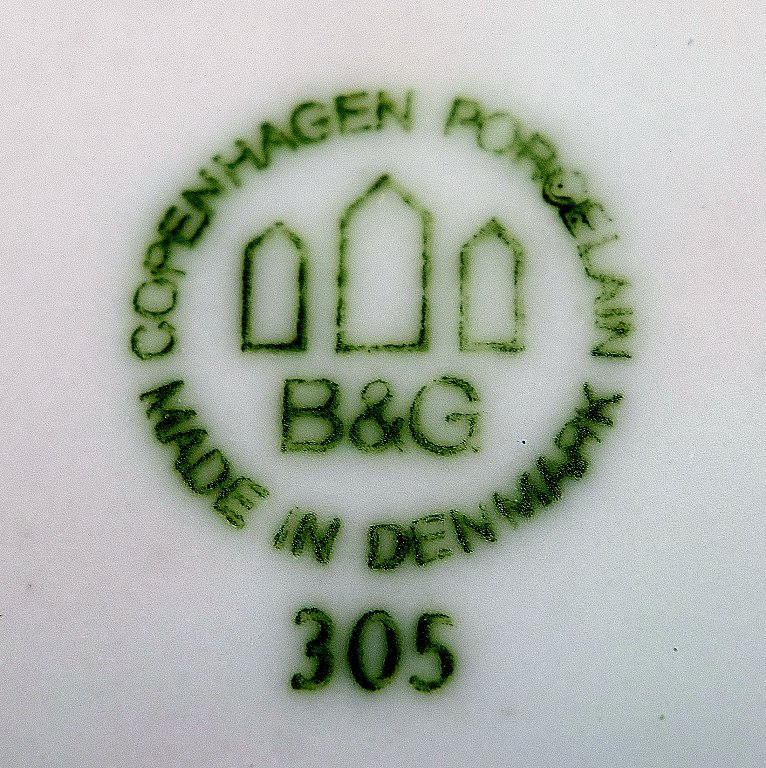 COPENHAGEN PORCELAIN
B&G
MADE IN DENMARK
305